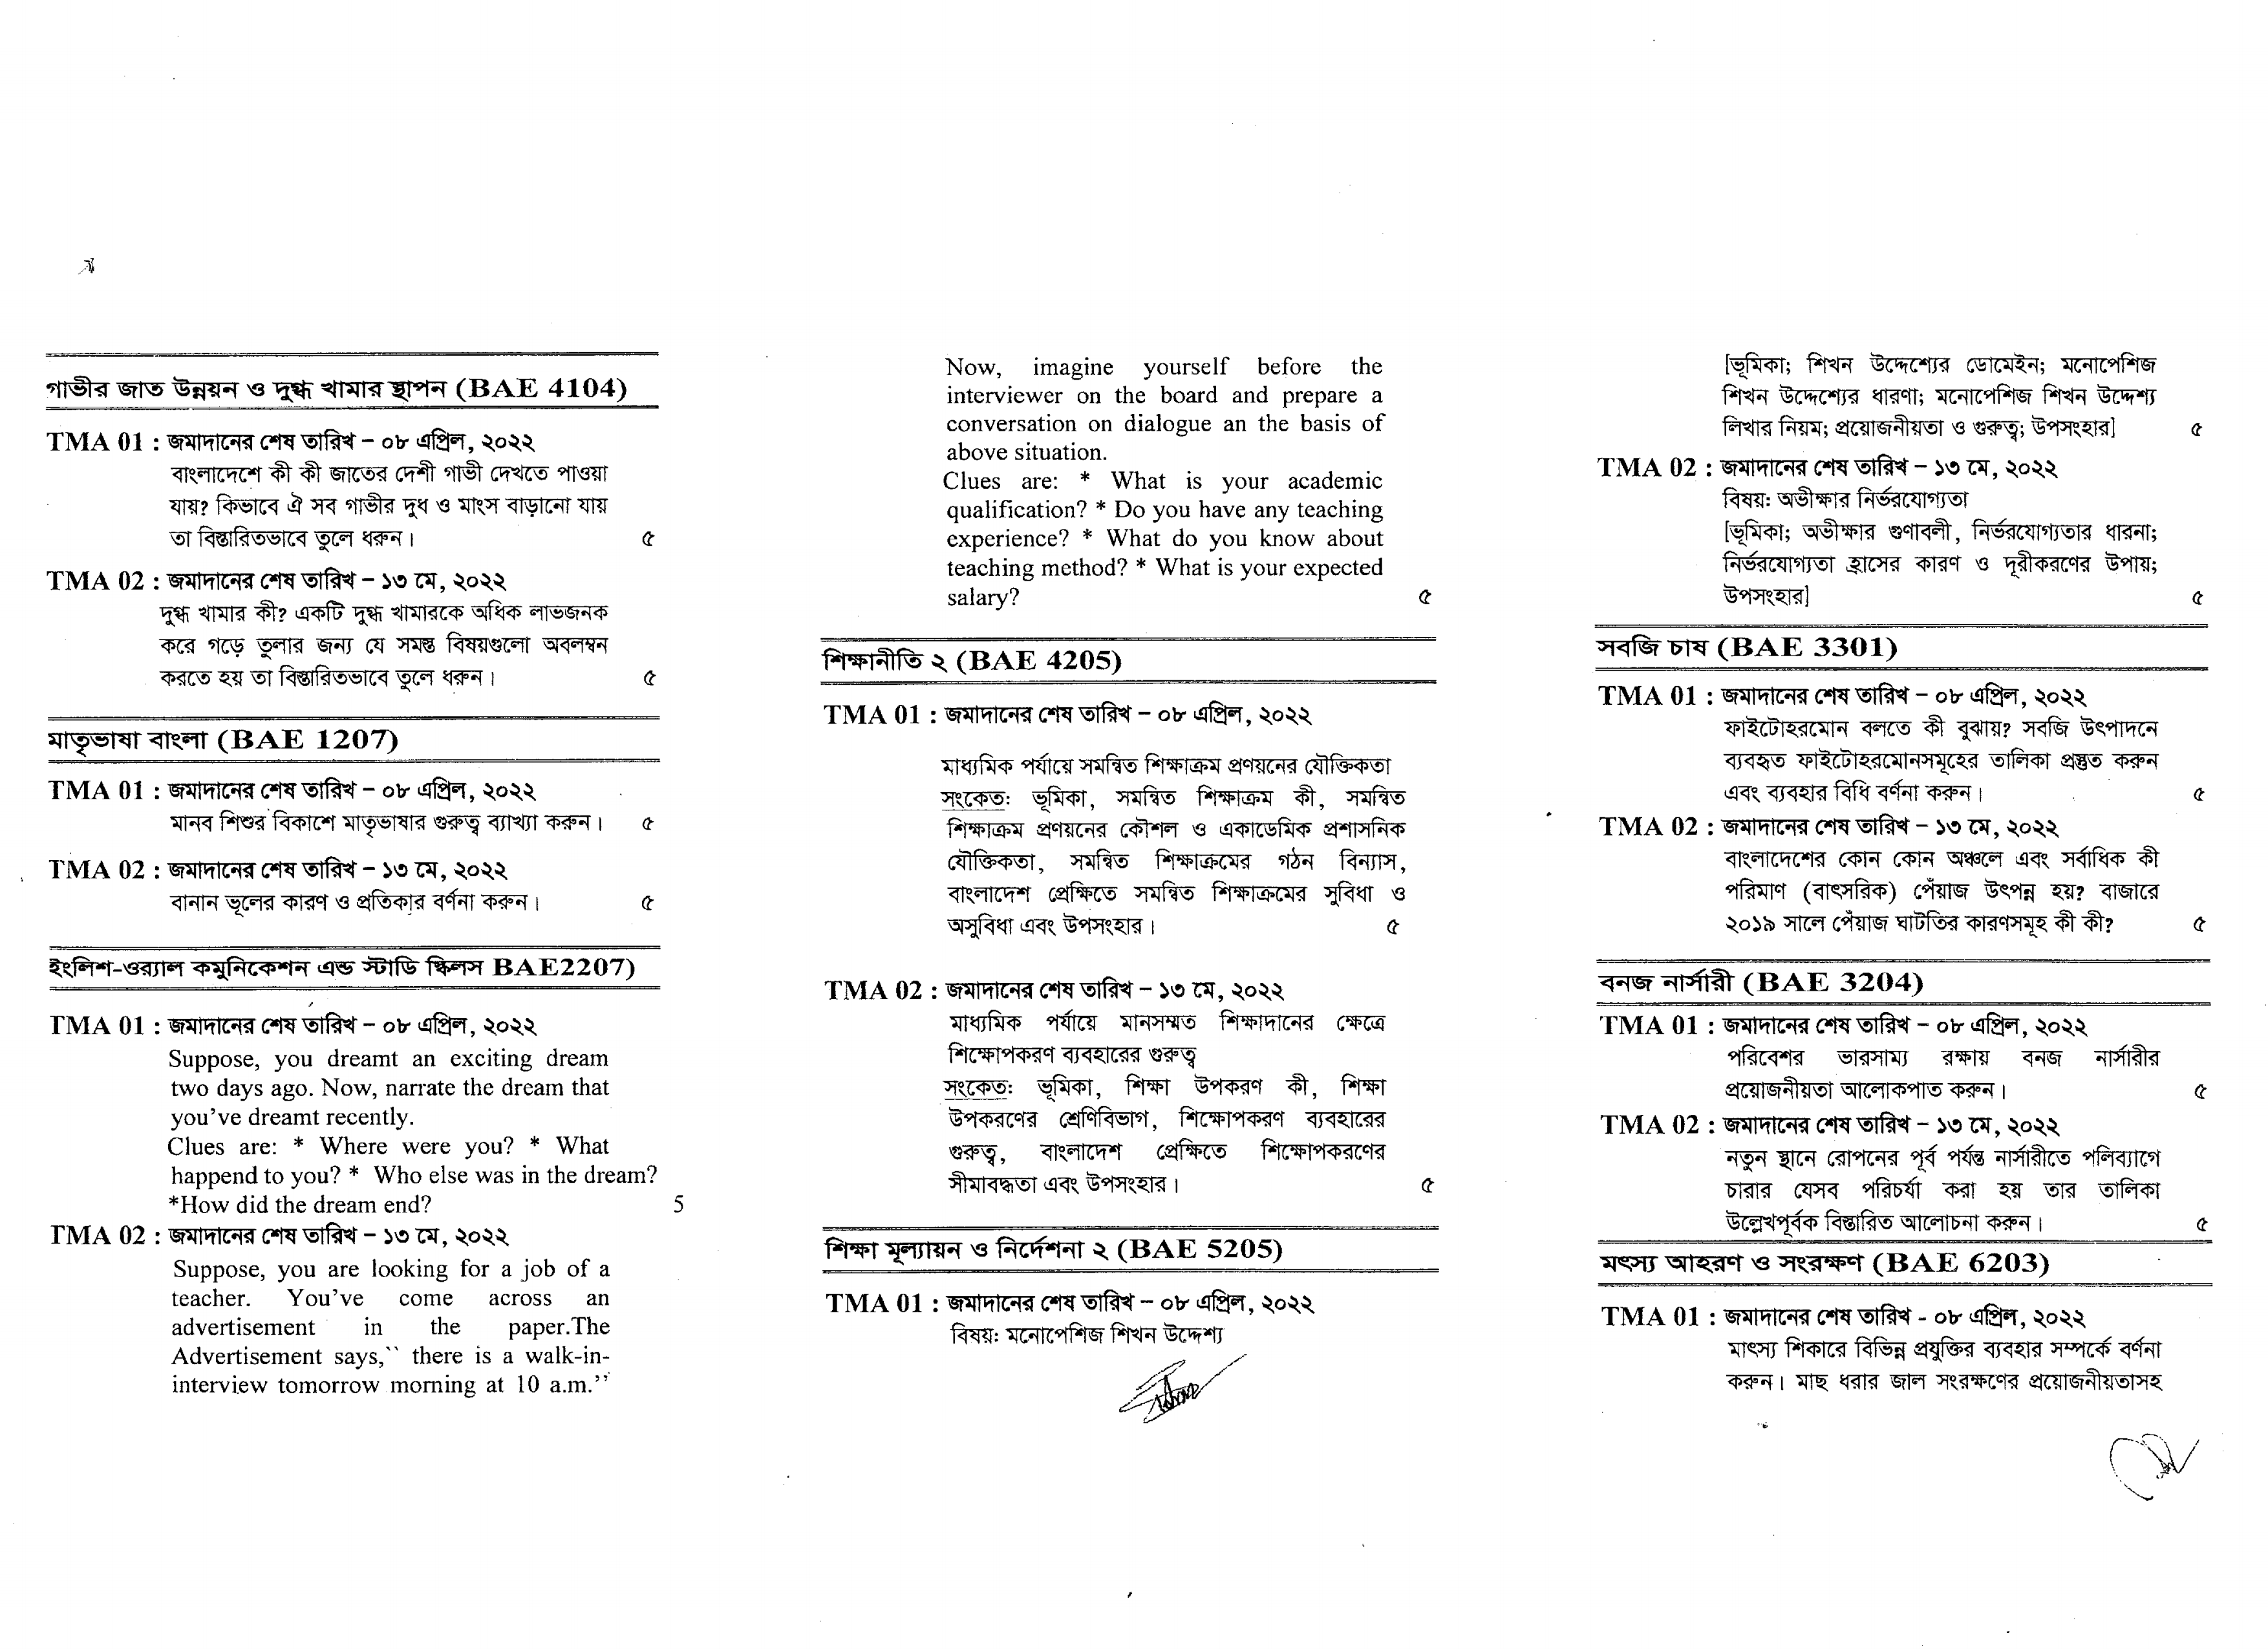 গাভীর জাত উন্নয়ন ও দুগ্ধ খামার স্থাপন (BAE 4104)
TMA 01 : জমাদানের শেষ তারিখ – ০৮ এপ্রিল, ২০২২
বাংলাদেশে কী কী জাতের দেশী গাভী দেখতে পাওয়া
যায়? কিভাবে ঐ সব গাভীর দুধ ও মাংস বাড়ানো যায়
তা বিস্তারিতভাবে তুলে ধরুন। ৫
TMA 02 : জমাদানের শেষ তারিখ – ১৩ মে, ২০২২
দুগ্ধ খামার কী? একটি দুগ্ধ খামারকে অধিক লাভজনক
করে গড়ে তুলার জন্য যে সমস্ত বিষয়গুলো অবলম্বন
করতে হয় তা বিস্তারিতভাবে তুলে ধরুন। ৫
মাতৃভাষা বাংলা (BAE 1207)
TMA 01 : জমাদানের শেষ তারিখ – ০৮ এপ্রিল, ২০২২
মানব শিশুর বিকাশে মাতৃভাষার গুরুত্ব ব্যাখ্যা করুন। ৫
TMA 02 : জমাদানের শেষ তারিখ – ১৩ মে, ২০২২
বানান ভূলের কারণ ও প্রতিকার বর্ণনা করুন। ৫
ইংলিশ-ওর‌্যাল কমুনিকেশন এন্ড স্টাডি স্কিলস BAE2207)
TMA 01 : জমাদানের শেষ তারিখ – ০৮ এপ্রিল, ২০২২
Suppose, you dreamt an exciting dream
two days ago. Now, narrate the dream that
you've dreamt recently.
Clues are: * Where were you? * What
happend to you? * Who else was in the dream?
*How did the dream end? 5
TMA 02 : জমাদানের শেষ তারিখ – ১৩ মে, ২০২২
Suppose, you are looking for a job of a
teacher. You've come across an
advertisement in the paper.The
Advertisement says,`` there is a walk-in-
interview tomorrow morning at 10 a.m.''
Now, imagine yourself before the
interviewer on the board and prepare a
conversation on dialogue an the basis of
above situation.
Clues are: * What is your academic
qualification? * Do you have any teaching
experience? * What do you know about
teaching method? * What is your expected
salary? ৫
শিক্ষানীতি ২ (BAE 4205)
TMA 01 : জমাদানের শেষ তারিখ – ০৮ এপ্রিল, ২০২২
মাধ্যমিক পর্যায়ে সমন্বিত শিক্ষাক্রম প্রণয়নের যৌক্তিকতা
সংকেত: ভূমিকা, সমন্বিত শিক্ষাক্রম কী, সমন্বিত
শিক্ষাক্রম প্রণয়নের কৌশল ও একাডেমিক প্রশাসনিক
যৌক্তিকতা, সমন্বিত শিক্ষাক্রমের গঠন বিন্যাস,
বাংলাদেশ প্রেক্ষিতে সমন্বিত শিক্ষাক্রমের সুবিধা ও
অসুবিধা এবং উপসংহার। ৫
TMA 02 : জমাদানের শেষ তারিখ – ১৩ মে, ২০২২
মাধ্যমিক পর্যায়ে মানসম্মত শিক্ষাদানের ক্ষেত্রে
শিক্ষোপকরণ ব্যবহারের গুরুত্ব
সংকেত: ভূমিকা, শিক্ষা উপকরণ কী, শিক্ষা
উপকরণের শ্রেণিবিভাগ, শিক্ষোপকরণ ব্যবহারের
গুরুত্ব, বাংলাদেশ প্রেক্ষিতে শিক্ষোপকরণের
সীমাবদ্ধতা এবং উপসংহার। ৫
শিক্ষা মূল্যায়ন ও নির্দেশনা ২ (BAE 5205)
TMA 01 : জমাদানের শেষ তারিখ – ০৮ এপ্রিল, ২০২২
বিষয়: মনোপেশিজ শিখন উদ্দেশ্য
[ভূমিকা; শিখন উদ্দেশ্যের ডোমেইন; মনোপেশিজ
শিখন উদ্দেশ্যের ধারণা; মনোপেশিজ শিখন উদ্দেশ্য
লিখার নিয়ম; প্রয়োজনীয়তা ও গুরুত্ব; উপসংহার] ৫
TMA 02 : জমাদানের শেষ তারিখ – ১৩ মে, ২০২২
বিষয়: অভীক্ষার নির্ভরযোগ্যতা
[ভূমিকা; অভীক্ষার গুণাবলী, নির্ভরযোগ্যতার ধারনা;
নির্ভরযোগ্যতা হ্রাসের কারণ ও দূরীকরণের উপায়;
উপসংহার] ৫
সবজি চাষ (BAE 3301)
TMA 01 : জমাদানের শেষ তারিখ – ০৮ এপ্রিল, ২০২২
ফাইটোহরমোন বলতে কী বুঝায়? সবজি উৎপাদনে
ব্যবহৃত ফাইটোহরমোনসমূহের তালিকা প্রস্তুত করুন
এবং ব্যবহার বিধি বর্ণনা করুন। ৫
TMA 02 : জমাদানের শেষ তারিখ – ১৩ মে, ২০২২
বাংলাদেশের কোন কোন অঞ্চলে এবং সর্বাধিক কী
পরিমাণ (বাৎসরিক) পেঁয়াজ উৎপন্ন হয়? বাজারে
২০১৯ সালে পেঁয়াজ ঘাটতির কারণসমূহ কী কী? ৫
বনজ নার্সারী (BAE 3204)
TMA 01 : জমাদানের শেষ তারিখ – ০৮ এপ্রিল, ২০২২
পরিবেশর ভারসাম্য রক্ষায় বনজ নার্সারীর
প্রয়োজনীয়তা আলোকপাত করুন। ৫
TMA 02 : জমাদানের শেষ তারিখ – ১৩ মে, ২০২২
নতুন স্থানে রোপনের পূর্ব পর্যন্ত নার্সারীতে পলিব্যাগে
চারার যেসব পরিচর্যা করা হয় তার তালিকা
উল্লেখপূর্বক বিস্তারিত আলোচনা করুন। ৫
মৎস্য আহরণ ও সংরক্ষণ (BAE 6203)
TMA 01 : জমাদানের শেষ তারিখ - ০৮ এপ্রিল, ২০২২
মাৎস্য শিকারে বিভিন্ন প্রযুক্তির ব্যবহার সম্পর্কে বর্ণনা
করুন। মাছ ধরার জাল সংরক্ষণের প্রয়োজনীয়তাসহ